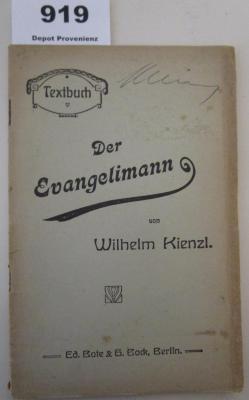 919
Depot Provenienz
Textbuch
Der
Evangelimann
von
Wilhelm Kienzl.
Ed. Bote & G. Bock, Berlin.